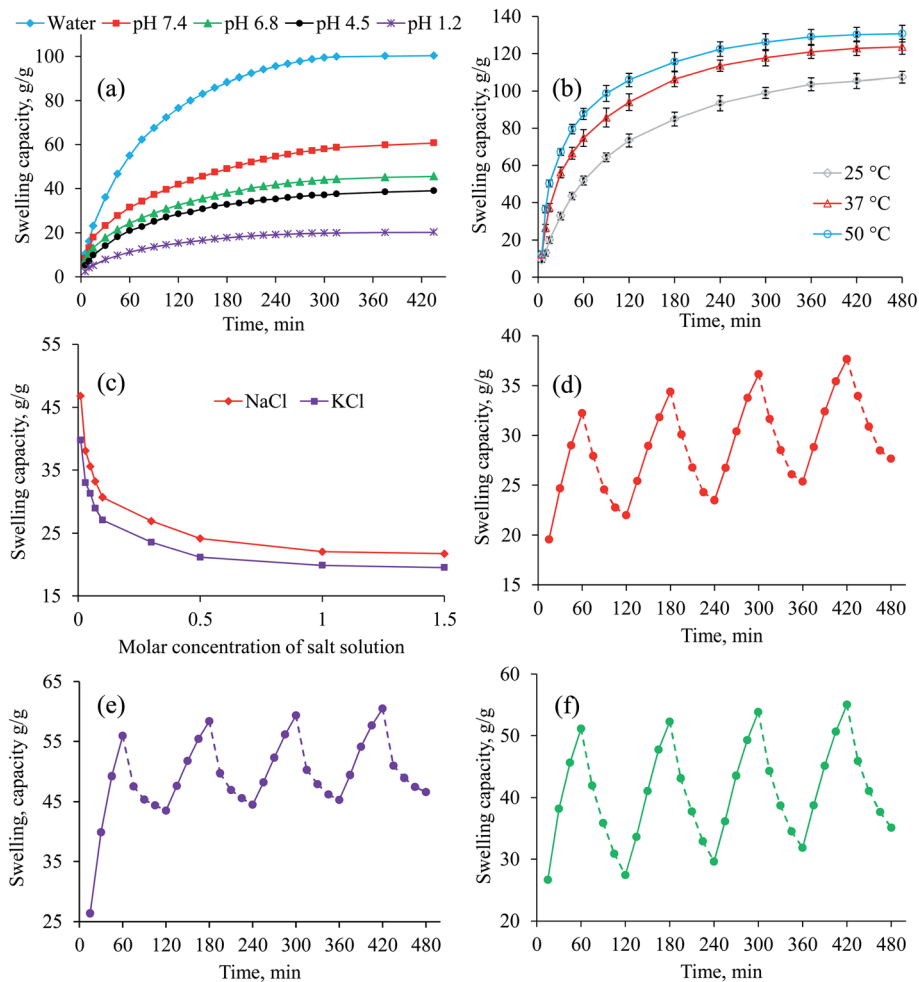 Water pH 7.4 pH 6.8 pH 4.5 pH 1.2
(a)
Swelling capacity, g/g
120
100
80
60
40
20
0
0 60 120 180 240 300 360 420
Time, min
(b)
Swelling capacity, g/g
140
120
100
80
60
40
20
0
25 °C
37 °C
50 °C
0 60 120 180 240 300 360 420 480
Time, min
(c)
Swelling capacity, g/g
55
45
35
25
15
NaCl KCl
0 0.5 1 1.5
Molar concentration of salt solution
(d)
Swelling capacity, g/g
40
35
30
25
20
15
0 60 120 180 240 300 360 420 480
Time, min
(e)
Swelling, capacity g/g
65
55
45
35
25
0 60 120 180 240 300 360 420 480
Time, min
(f)
Swelling capacity, g/g
60
50
40
30
20
0 60 120 180 240 300 360 420 480
Time, min